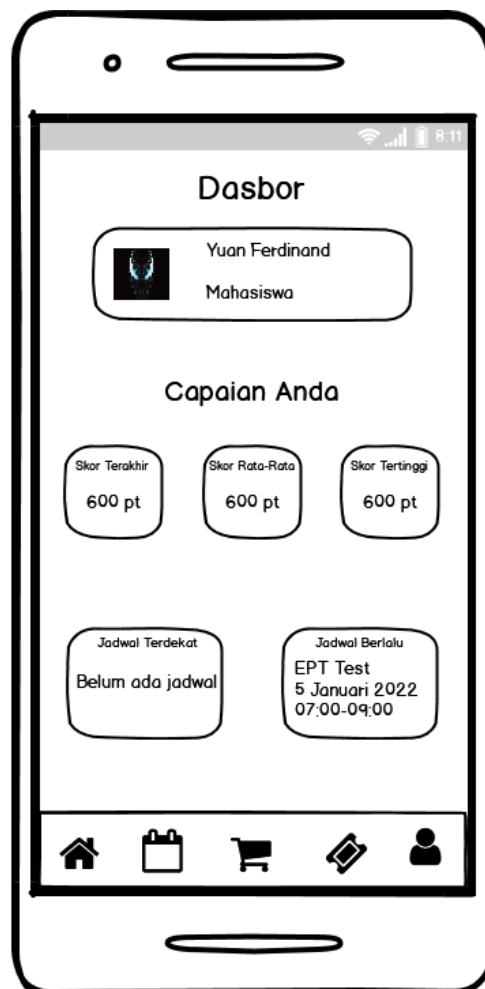 8:11
Dasbor
Yuan Ferdinand
Mahasiswa
Capaian Anda
Skor Terakhir
600 pt
Skor Rata-Rata
600 pt
Skor Tertinggi
600 pt
Jadwal Terdekat
Belum ada jadwal
Jadwal Berlalu
EPT Test
5 Januari 2022
07:00-09:00